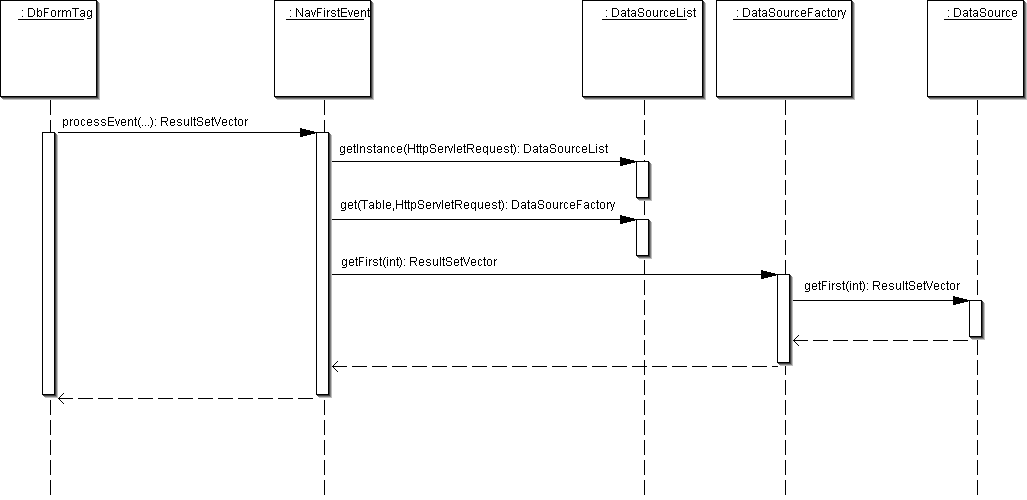 : DbFormTag
: NavFirstEvent
: DataSourceList
: DataSourceFactory
: DataSource
processEvent(...): ResultSetVector
getInstance(HttpServletRequest): DataSourceList
get(Table,HttpServletRequest): DataSourceFactory
getFirst(int): ResultSetVector
getFirst(int): ResultSetVector